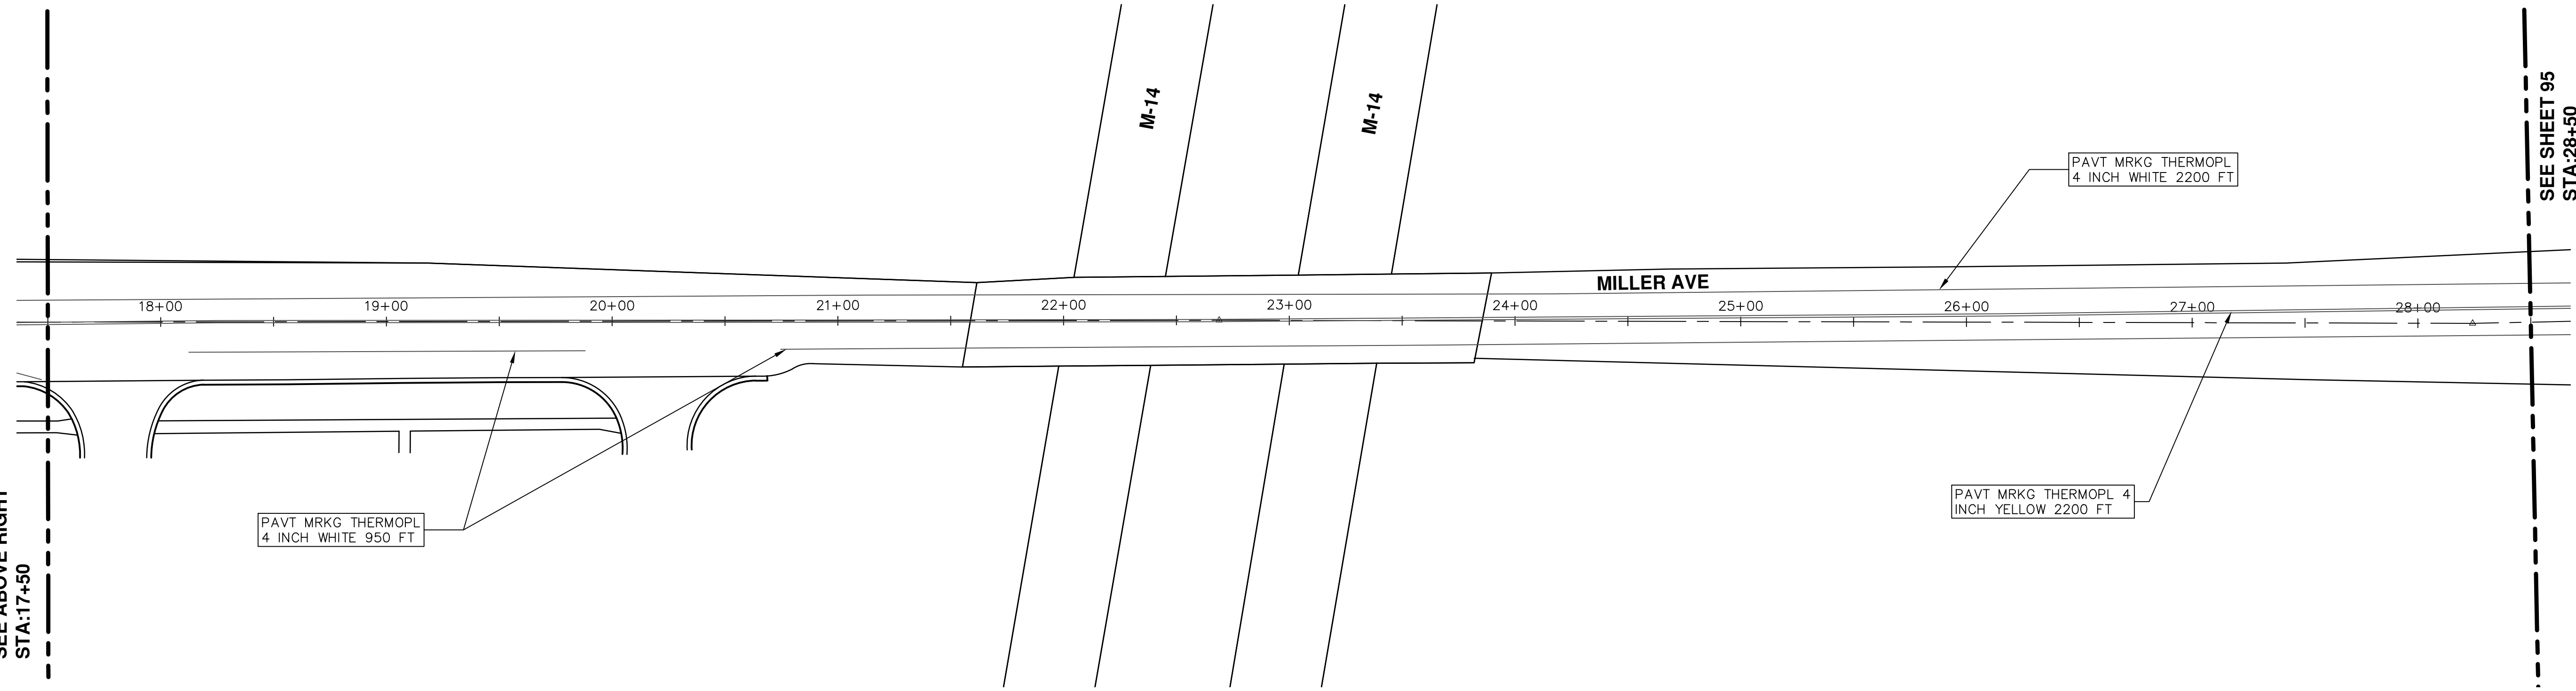 M-14
M-14
SEE SHEET 95
STA:28+50
PAVT MRKG THERMOPL
4 INCH WHITE 2200 FT
MILLER AVE
18+00
19+00
20+00
21+00
22+00
23+00
24+00
25+00
26+00
27+00
28+00
SEE ABOVE RIGHT
STA:17+50
PAVT MRKG THERMOPL
4 INCH WHITE 950 FT
PAVT MRKG THERMOPL 4
INCH YELLOW 2200 FT